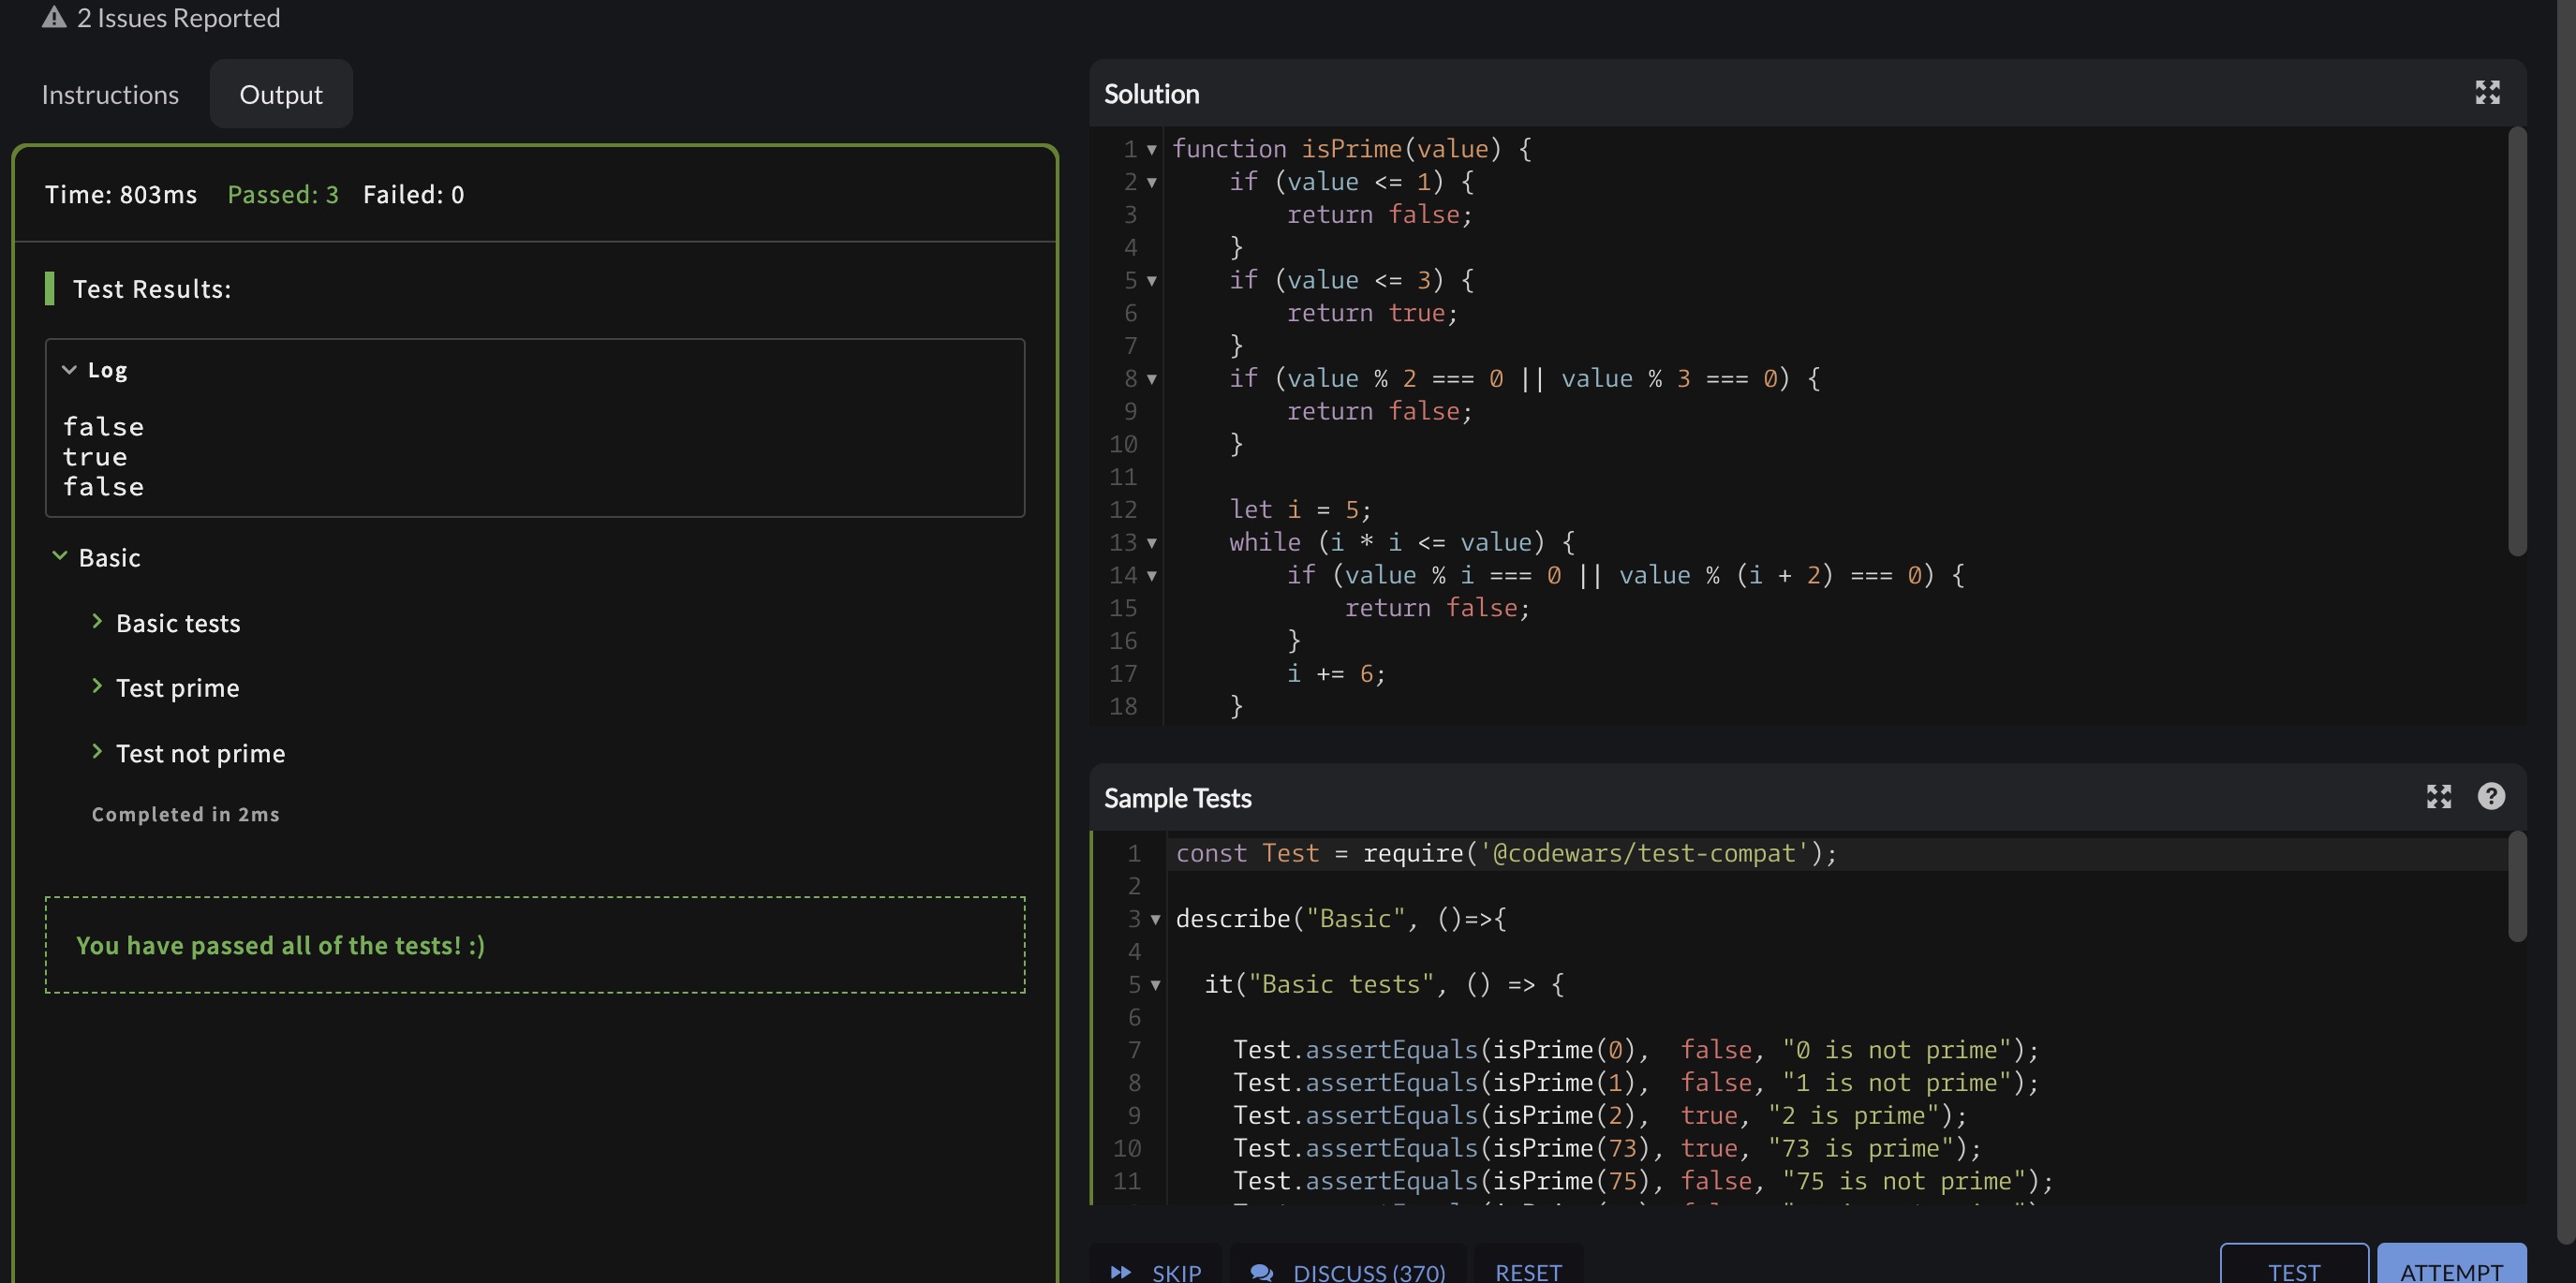 2 Issues Reported
Instructions
Output
Time: 803ms Passed: 3 Failed: 0
Test Results:
Log
false
true
false
Basic
Basic tests
Test prime
Test not prime
Completed in 2ms
You have passed all of the tests! :)
Solution
1 function isPrime(value) {
2     if (value <= 1) {
3         return false;
4     }
5     if (value <= 3) {
6         return true;
7     }
8     if (value % 2 === 0 || value % 3 === 0) {
9         return false;
10     }
11
12     let i = 5;
13     while (i * i <= value) {
14         if (value % i === 0 || value % (i + 2) === 0) {
15             return false;
16         }
17         i += 6;
18     }
Sample Tests
?
1 const Test = require('@codewars/test-compat');
2
3 describe("Basic", ()=>{
4
5   it("Basic tests", () => {
6
7     Test.assertEquals(isPrime(0),  false, "0 is not prime");
8     Test.assertEquals(isPrime(1),  false, "1 is not prime");
9     Test.assertEquals(isPrime(2),  true, "2 is prime");
10     Test.assertEquals(isPrime(73), true, "73 is prime");
11     Test.assertEquals(isPrime(75), false, "75 is not prime");
SKIP
DISCUSS (370)
RESET
TEST
ATTEMPT